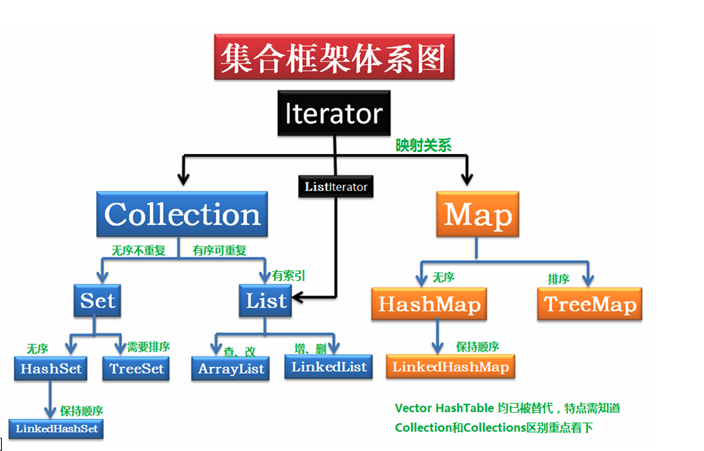 集合框架体系图
Iterator
映射关系
ListIterator
Collection
Map
无序不重复
有序可重复
有索引
无序
排序
Set
List
HashMap
TreeMap
无序
需要排序
查、改
增、删
保持顺序
HashSet
TreeSet
ArrayList
LinkedList
LinkedHashMap
保持顺序
LinkedHashSet
Vector HashTable 均已被替代，特点需知道
Collection和Collections区别重点看下